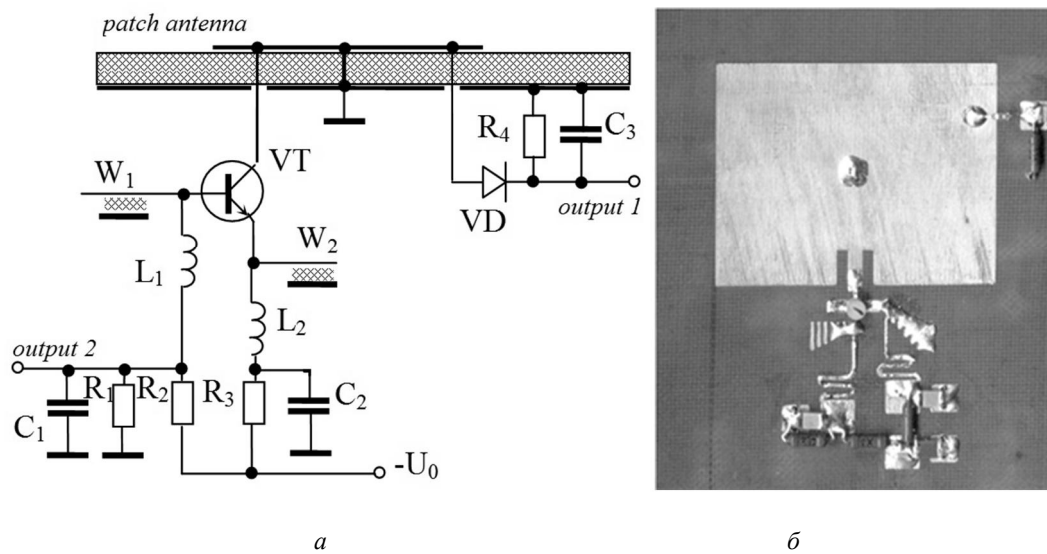 patch antenna
R₄
C₃
W₁
VT
VD
output 1
W₂
L₁
L₂
output 2
R₁
R₂
R₃
C₁
C₂
-U₀
а
б